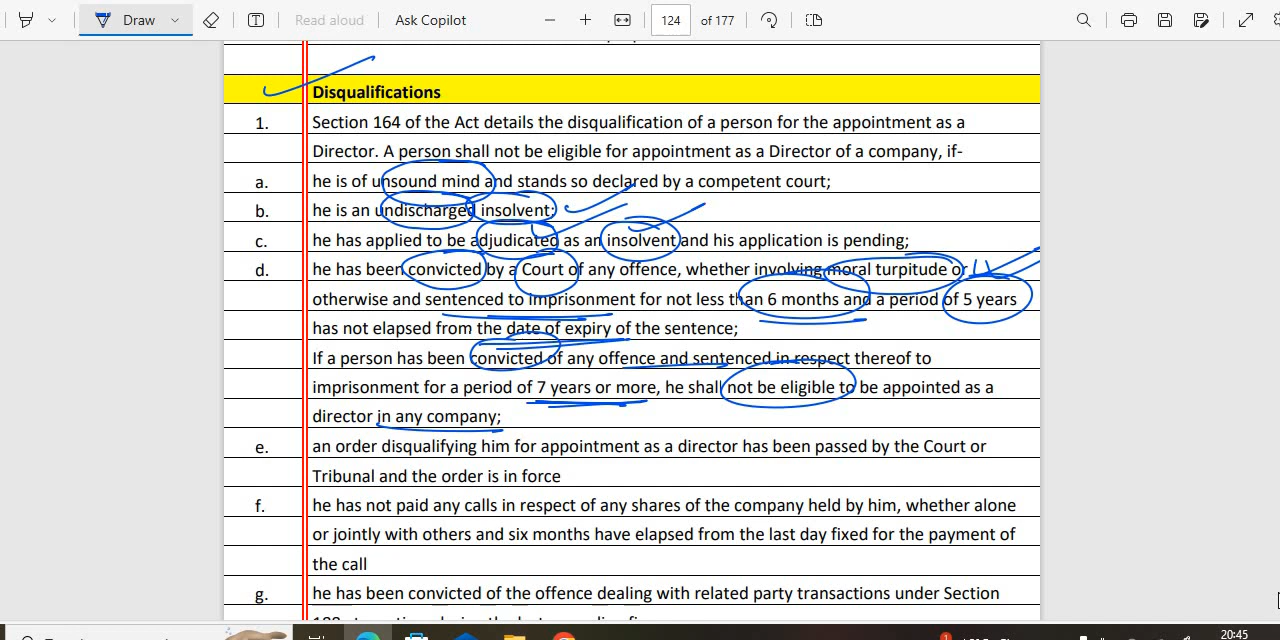 Draw
Read aloud
Ask Copilot
124
of 177
Disqualifications
1. Section 164 of the Act details the disqualification of a person for the appointment as a
Director. A person shall not be eligible for appointment as a Director of a company, if-
a. he is of unsound mind and stands so declared by a competent court;
b. he is an undischarged insolvent;
c. he has applied to be adjudicated as an insolvent and his application is pending;
d. he has been convicted by a Court of any offence, whether involving moral turpitude or
otherwise and sentenced to imprisonment for not less than 6 months and a period of 5 years
has not elapsed from the date of expiry of the sentence;
If a person has been convicted of any offence and sentenced in respect thereof to
imprisonment for a period of 7 years or more, he shall not be eligible to be appointed as a
director in any company;
e. an order disqualifying him for appointment as a director has been passed by the Court or
Tribunal and the order is in force
f. he has not paid any calls in respect of any shares of the company held by him, whether alone
or jointly with others and six months have elapsed from the last day fixed for the payment of
the call
g. he has been convicted of the offence dealing with related party transactions under Section
20:45